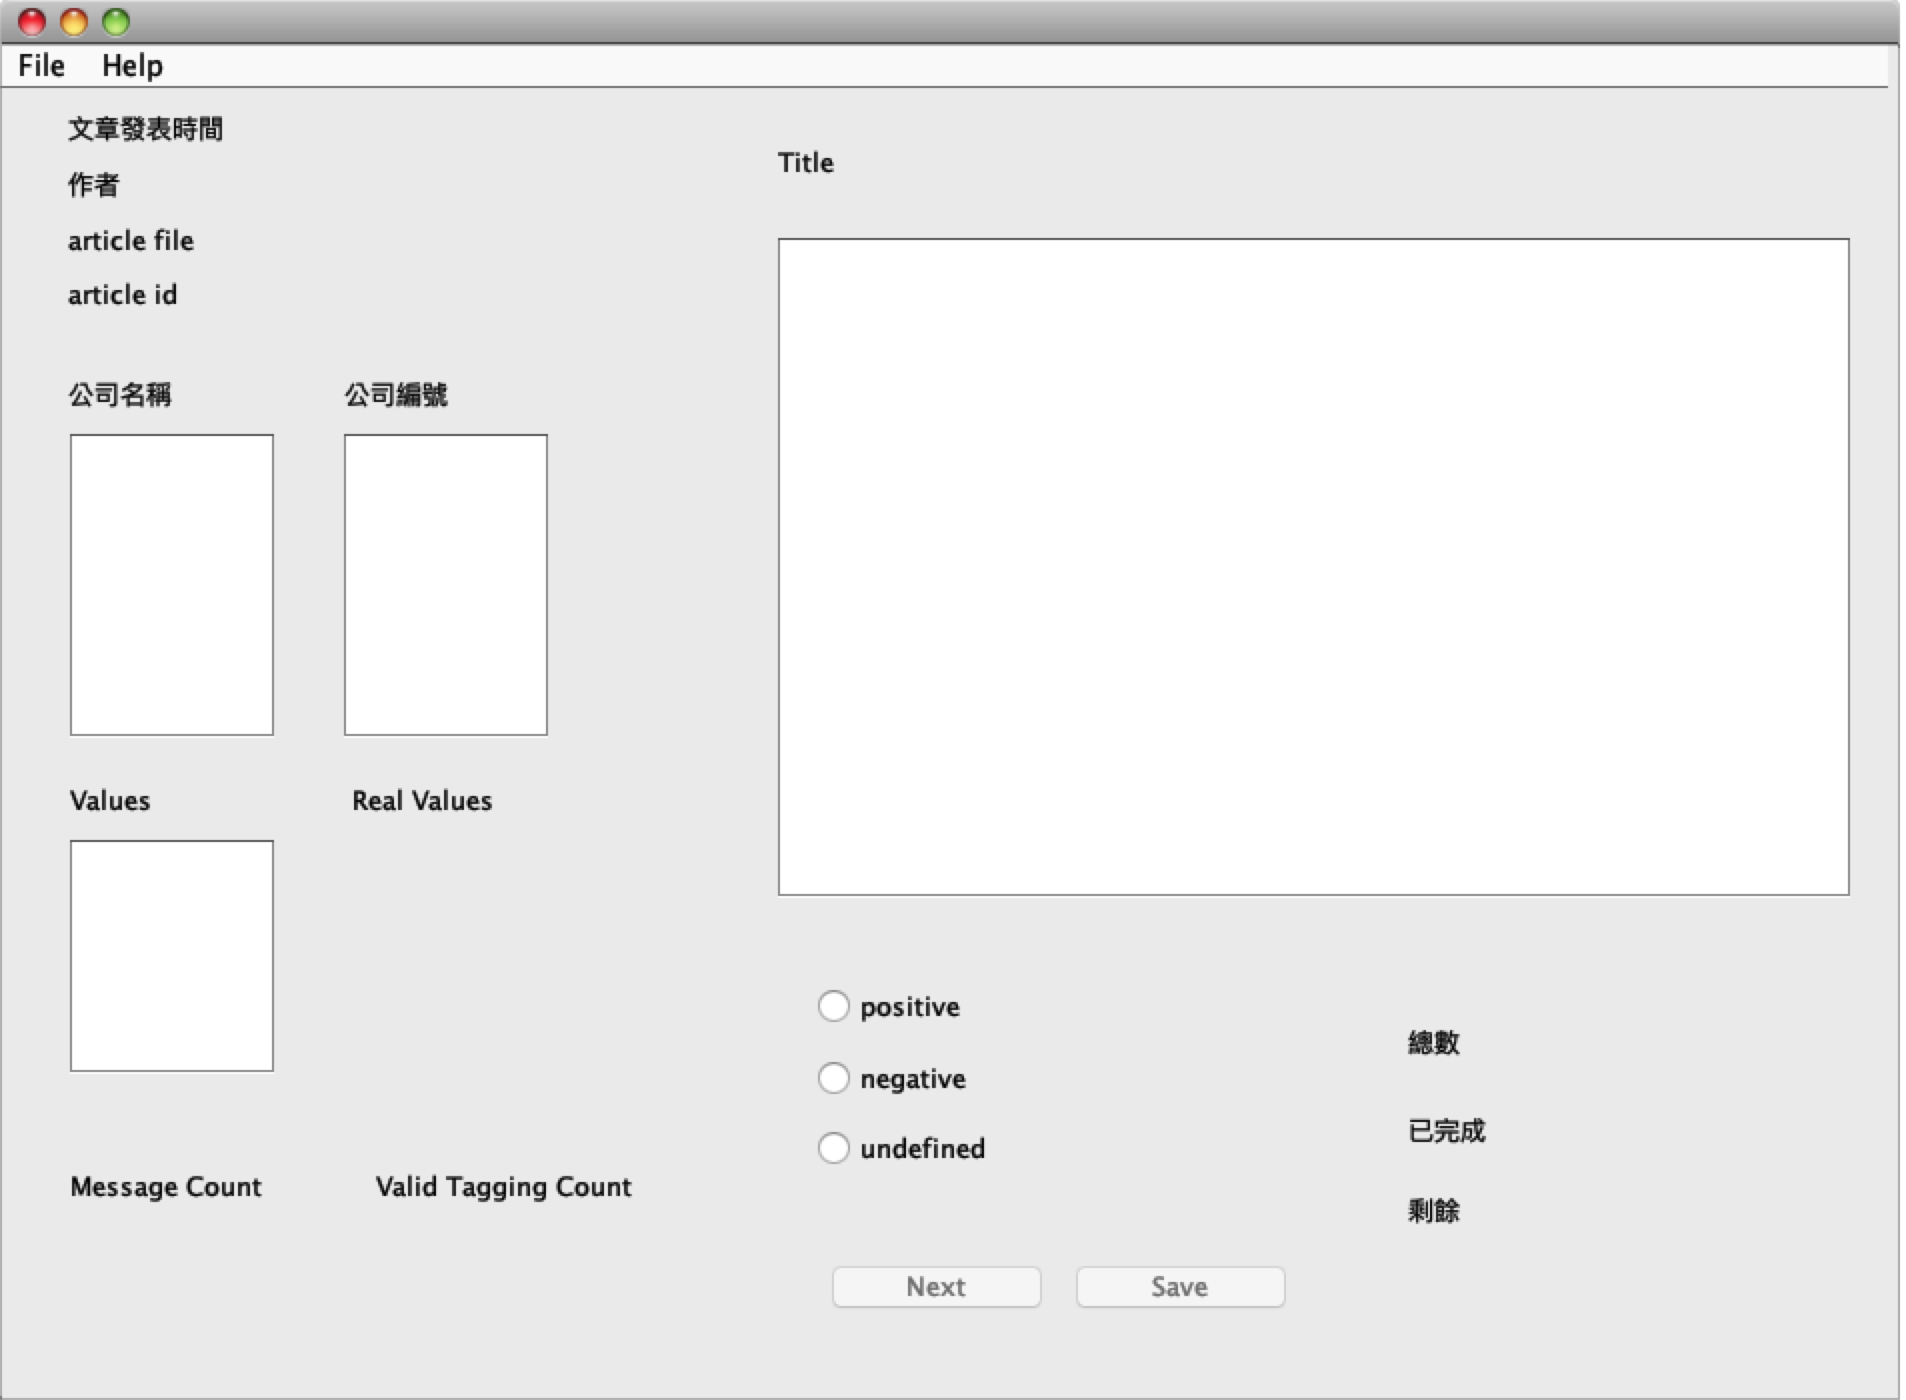 File Help
文章發表時間
作者
article file
article id
Title
公司名稱 公司編號
Values Real Values
positive
negative
undefined
總數
已完成
剩餘
Message Count Valid Tagging Count
Next Save